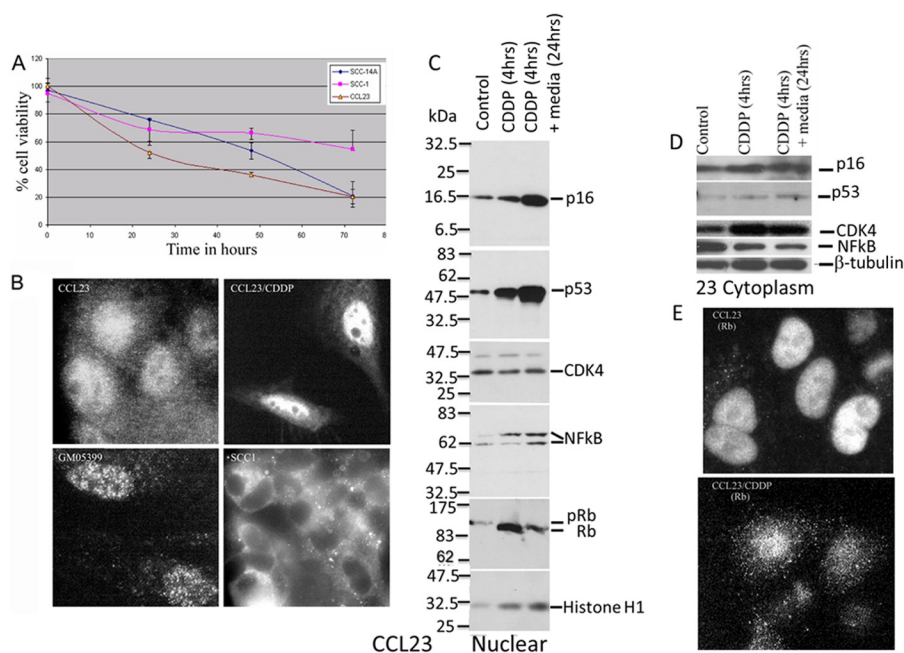 A
120
100
80
60
40
20
0
% cell viability
0 10 20 30 40 50 60 70 8
Time in hours
SCC-14A
SCC-1
CCL23
B
CCL23
CCL23/CDDP
GM05399
SCC1
C
kDa
Control
CDDP (4hrs)
CDDP (4hrs)
+ media (24hrs)
32.5
16.5
6.5
p16
83
62
47.5
32.5
p53
47.5
32.5
25
CDK4
83
62
47.5
32.5
NFkB
175
83
62
pRb
Rb
47.5
32.5
25
Histone H1
CCL23 Nuclear
D
Control
CDDP (4hrs)
CDDP (4hrs)
+ media (24hrs)
p16
p53
CDK4
NFkB
β-tubulin
23 Cytoplasm
E
CCL23
(Rb)
CCL23/CDDP
(Rb)